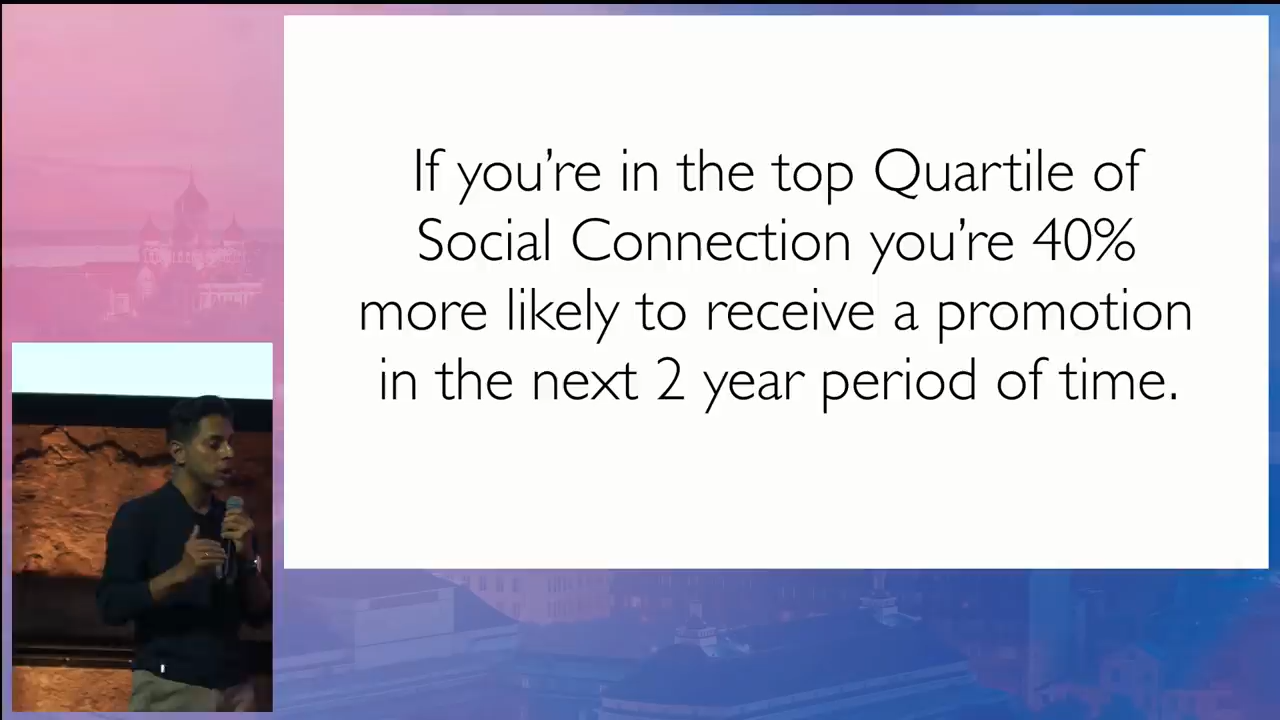 If you’re in the top Quartile of
Social Connection you’re 40%
more likely to receive a promotion
in the next 2 year period of time.